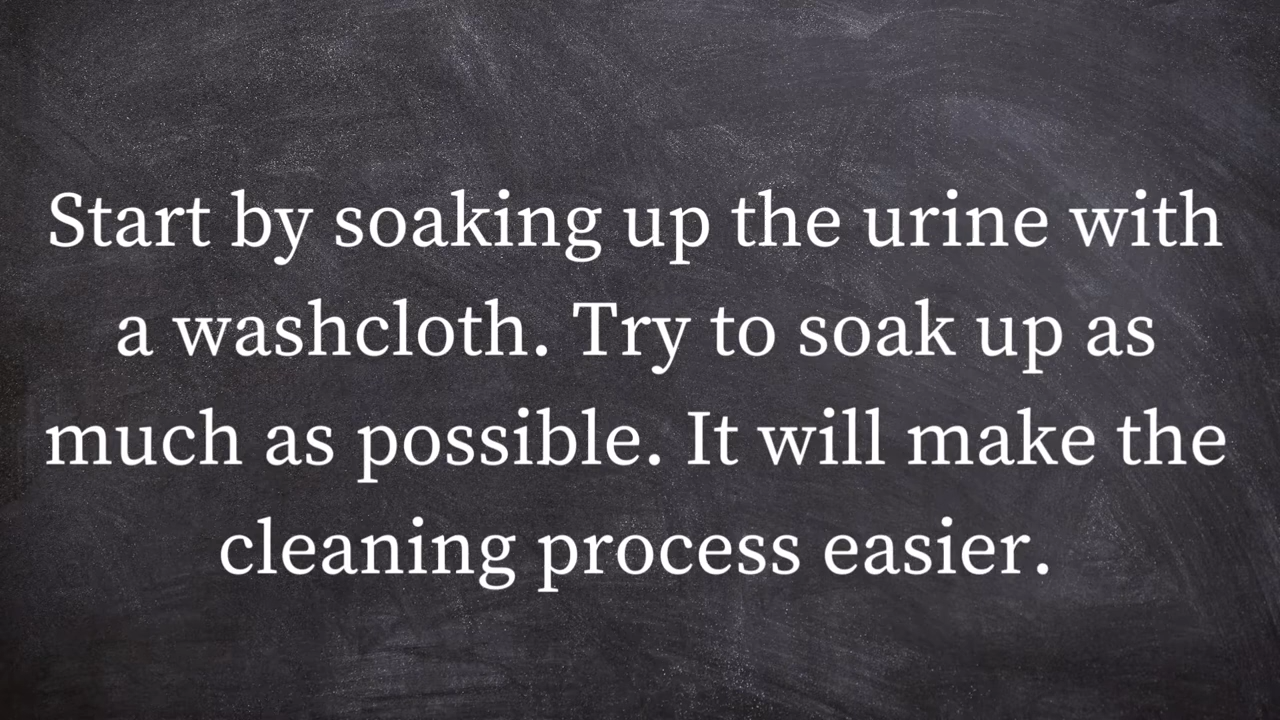 Start by soaking up the urine with
a washcloth. Try to soak up as
much as possible. It will make the
cleaning process easier.